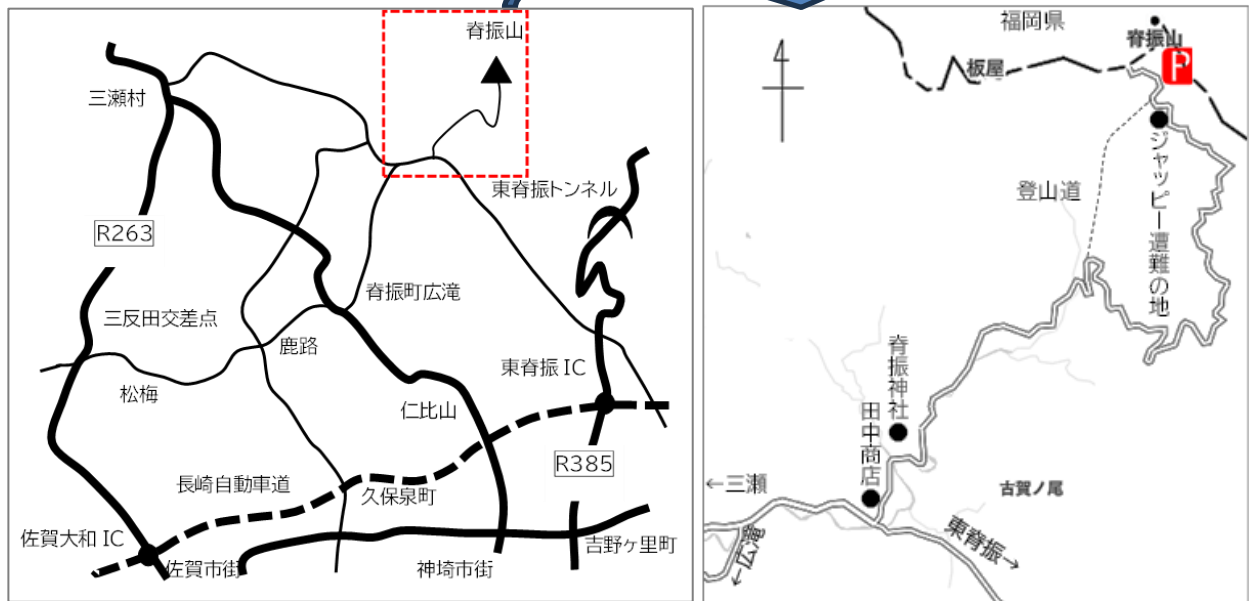 脊振山
三瀬村
東脊振トンネル
R263
脊振町広滝
三反田交差点
鹿路
東脊振 IC
松梅
仁比山
R385
長崎自動車道
久保泉町
佐賀大和 IC
佐賀市街
神埼市街
吉野ヶ里町
福岡県
脊振山
P
板屋
4
ジャッピー遭難の地
登山道
脊振神社
田中商店
←三瀬
古賀ノ尾
東脊振→
←広滝